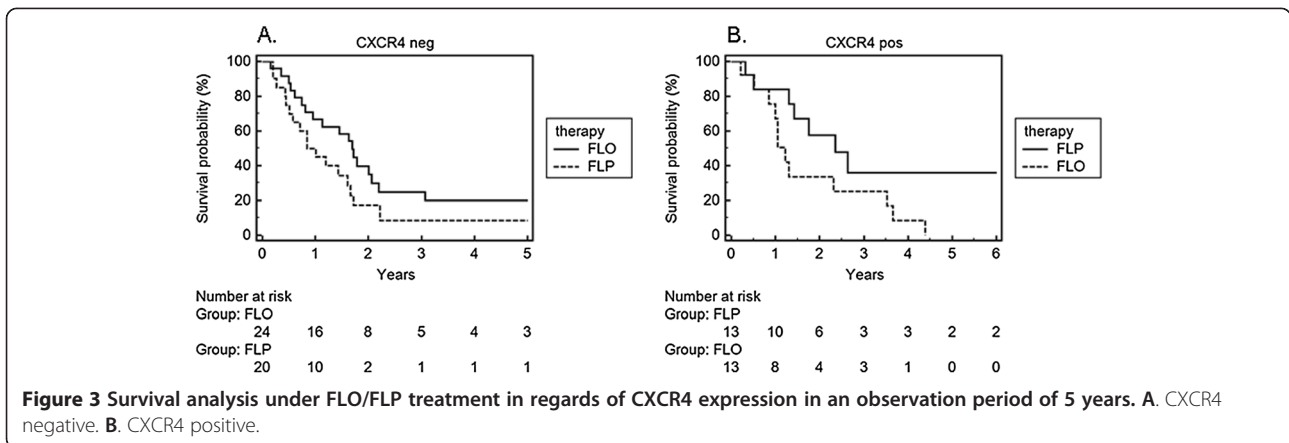 A.
CXCR4 neg
Survival probability (%)
100
80
60
40
20
0
0 1 2 3 4 5
Years
therapy
FLO
FLP
Number at risk
Group: FLO
24 16 8 5 4 3
Group: FLP
20 10 2 1 1 1
B.
CXCR4 pos
Survival probability (%)
100
80
60
40
20
0
0 1 2 3 4 5 6
Years
therapy
FLP
FLO
Number at risk
Group: FLP
13 10 6 3 3 2 2
Group: FLO
13 8 4 3 1 0 0
Figure 3 Survival analysis under FLO/FLP treatment in regards of CXCR4 expression in an observation period of 5 years. A. CXCR4
negative. B. CXCR4 positive.